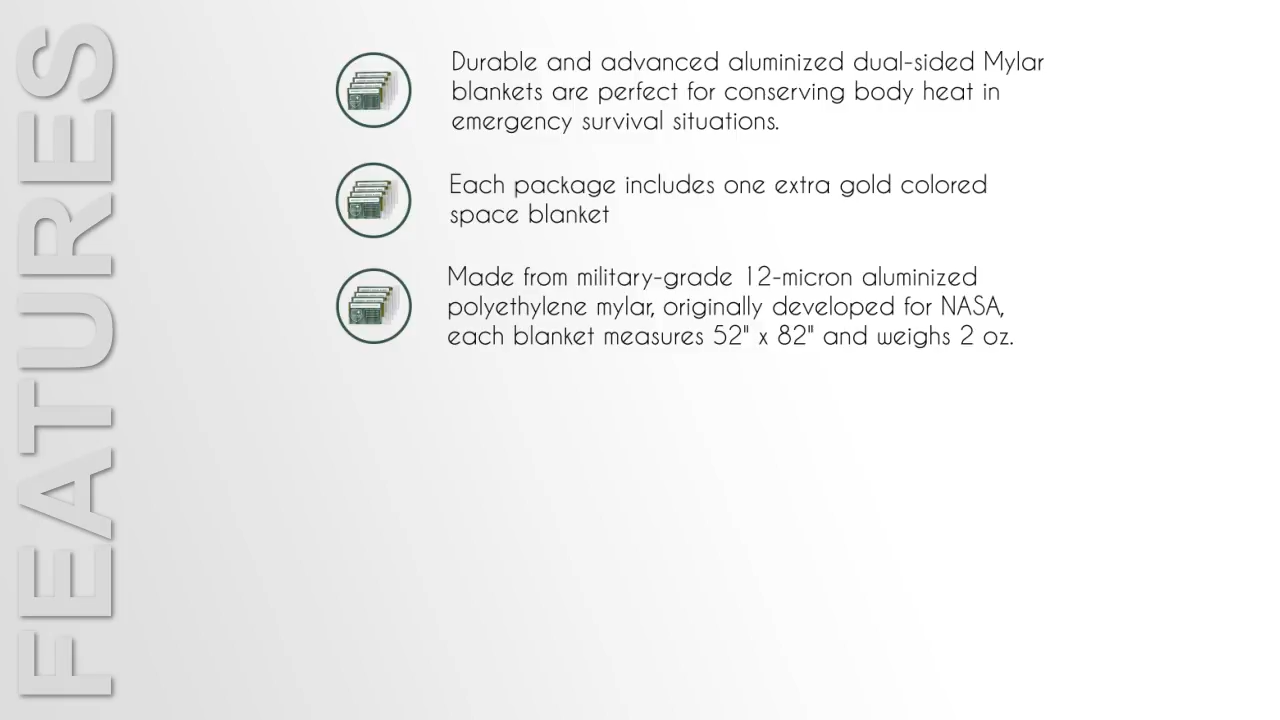 FEATURES
Durable and advanced aluminized dual-sided Mylar
blankets are perfect for conserving body heat in
emergency survival situations.
Each package includes one extra gold colored
space blanket
Made from military-grade 12-micron aluminized
polyethylene mylar, originally developed for NASA,
each blanket measures 52" x 82" and weighs 2 oz.